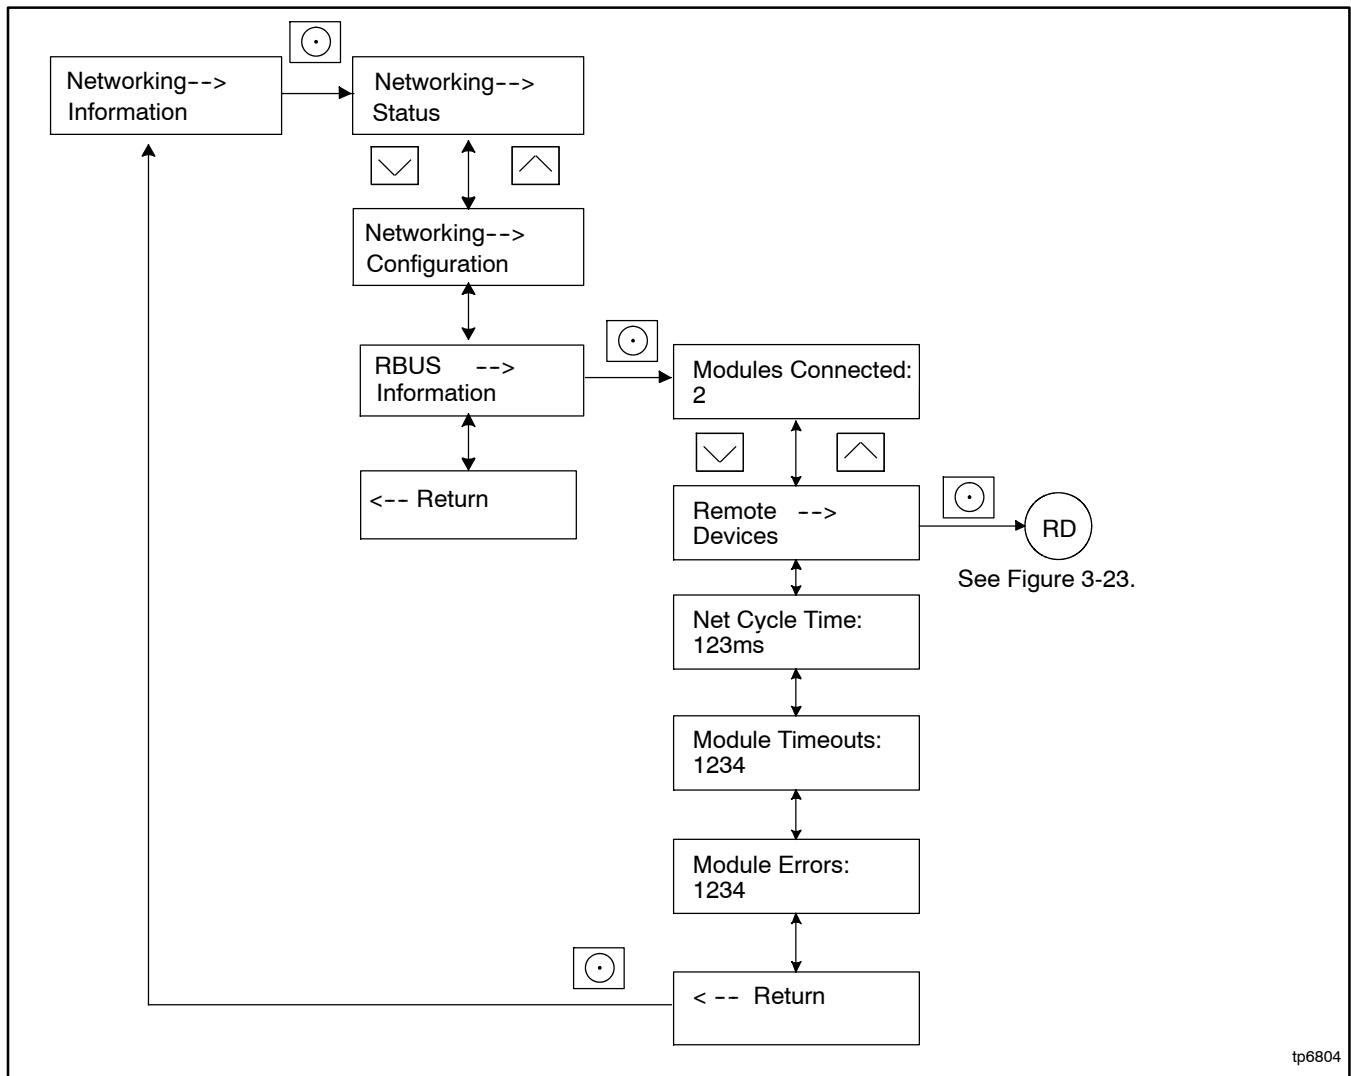 Networking-->
Information
Networking-->
Status
Networking-->
Configuration
RBUS -->
Information
<-- Return
Modules Connected:
2
Remote -->
Devices
RD
See Figure 3-23.
Net Cycle Time:
123ms
Module Timeouts:
1234
Module Errors:
1234
< -- Return
tp6804